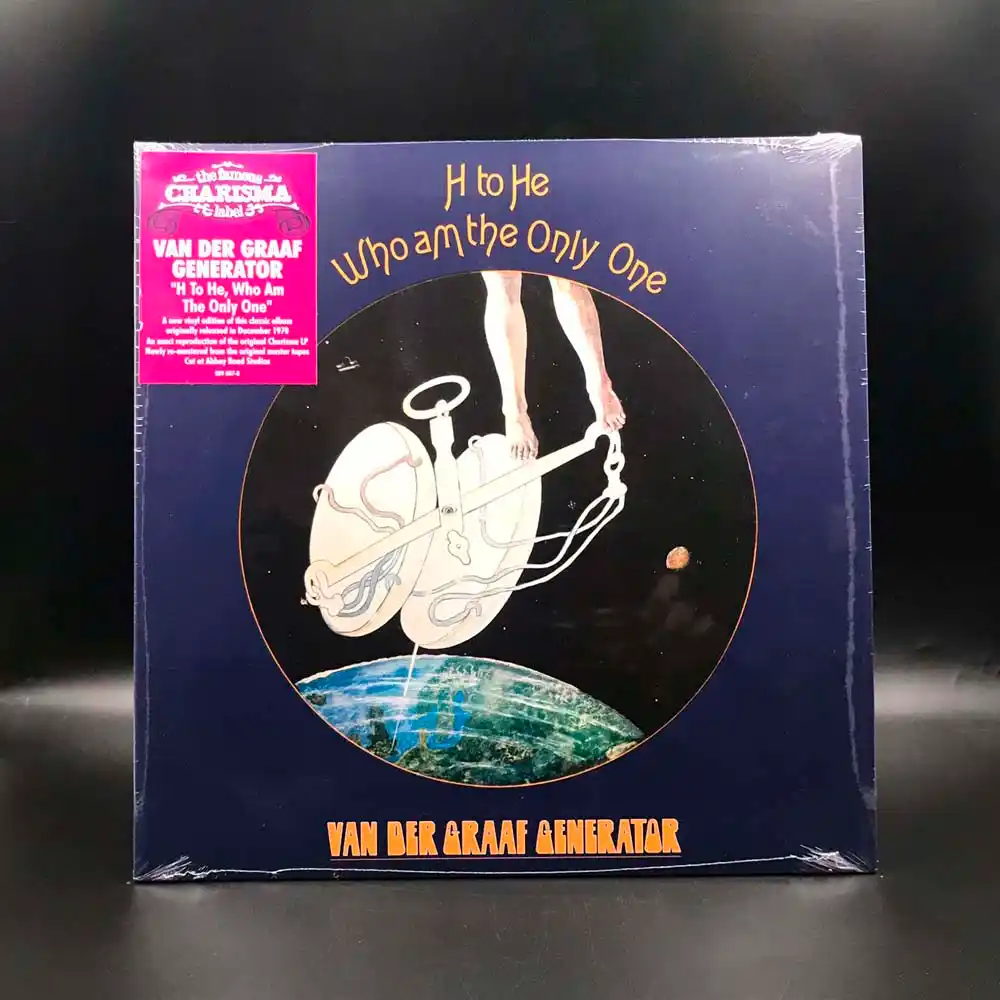 the famous
CHARISMA
label
VAN DER GRAAF
GENERATOR
"H To He, Who Am
The Only One"
A new vinyl edition of this classic album
originally released in December 1970
An exact reproduction of the original Charisma LP
Newly re-mastered from the original master tapes
Cut at Abbey Road Studios
H to He
Who am the Only One
VAN DER GRAAF GENERATOR